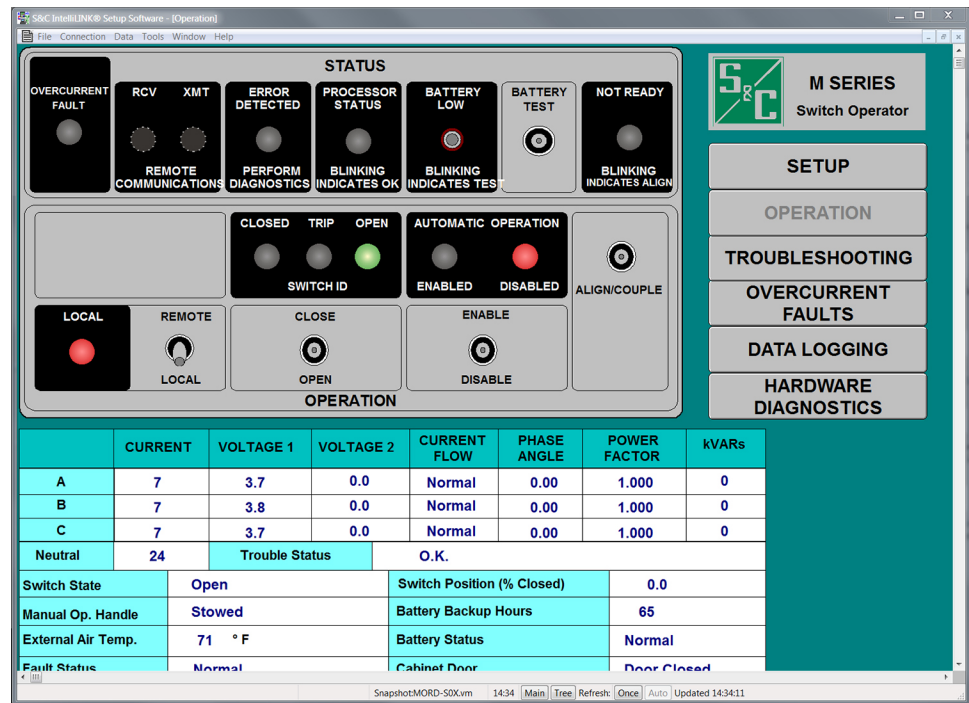 S&C IntelliLINK® Setup Software - [Operation]
File Connection Data Tools Window Help
STATUS
OVERCURRENT
FAULT
RCV XMT
REMOTE
COMMUNICATIONS
ERROR
DETECTED
PERFORM
DIAGNOSTICS
PROCESSOR
STATUS
BLINKING
INDICATES OK
BATTERY
LOW
BLINKING
INDICATES TEST
BATTERY
TEST
NOT READY
BLINKING
INDICATES ALIGN
CLOSED TRIP OPEN
SWITCH ID
AUTOMATIC OPERATION
ENABLED DISABLED
ALIGN/COUPLE
LOCAL
REMOTE
LOCAL
CLOSE
OPEN
ENABLE
DISABLE
OPERATION
S&C
M SERIES
Switch Operator
SETUP
OPERATION
TROUBLESHOOTING
OVERCURRENT
FAULTS
DATA LOGGING
HARDWARE
DIAGNOSTICS
CURRENT VOLTAGE 1 VOLTAGE 2 CURRENT FLOW PHASE ANGLE POWER FACTOR kVARs
A 7 3.7 0.0 Normal 0.00 1.000 0
B 7 3.8 0.0 Normal 0.00 1.000 0
C 7 3.7 0.0 Normal 0.00 1.000 0
Neutral 24 Trouble Status O.K.
Switch State Open Switch Position (% Closed) 0.0
Manual Op. Handle Stowed Battery Backup Hours 65
External Air Temp. 71 ° F Battery Status Normal
Fault Status Normal Cabinet Door Door Closed
Snapshot:MORD-S0X.vm 14:34 Main Tree Refresh: Once Auto Updated 14:34:11